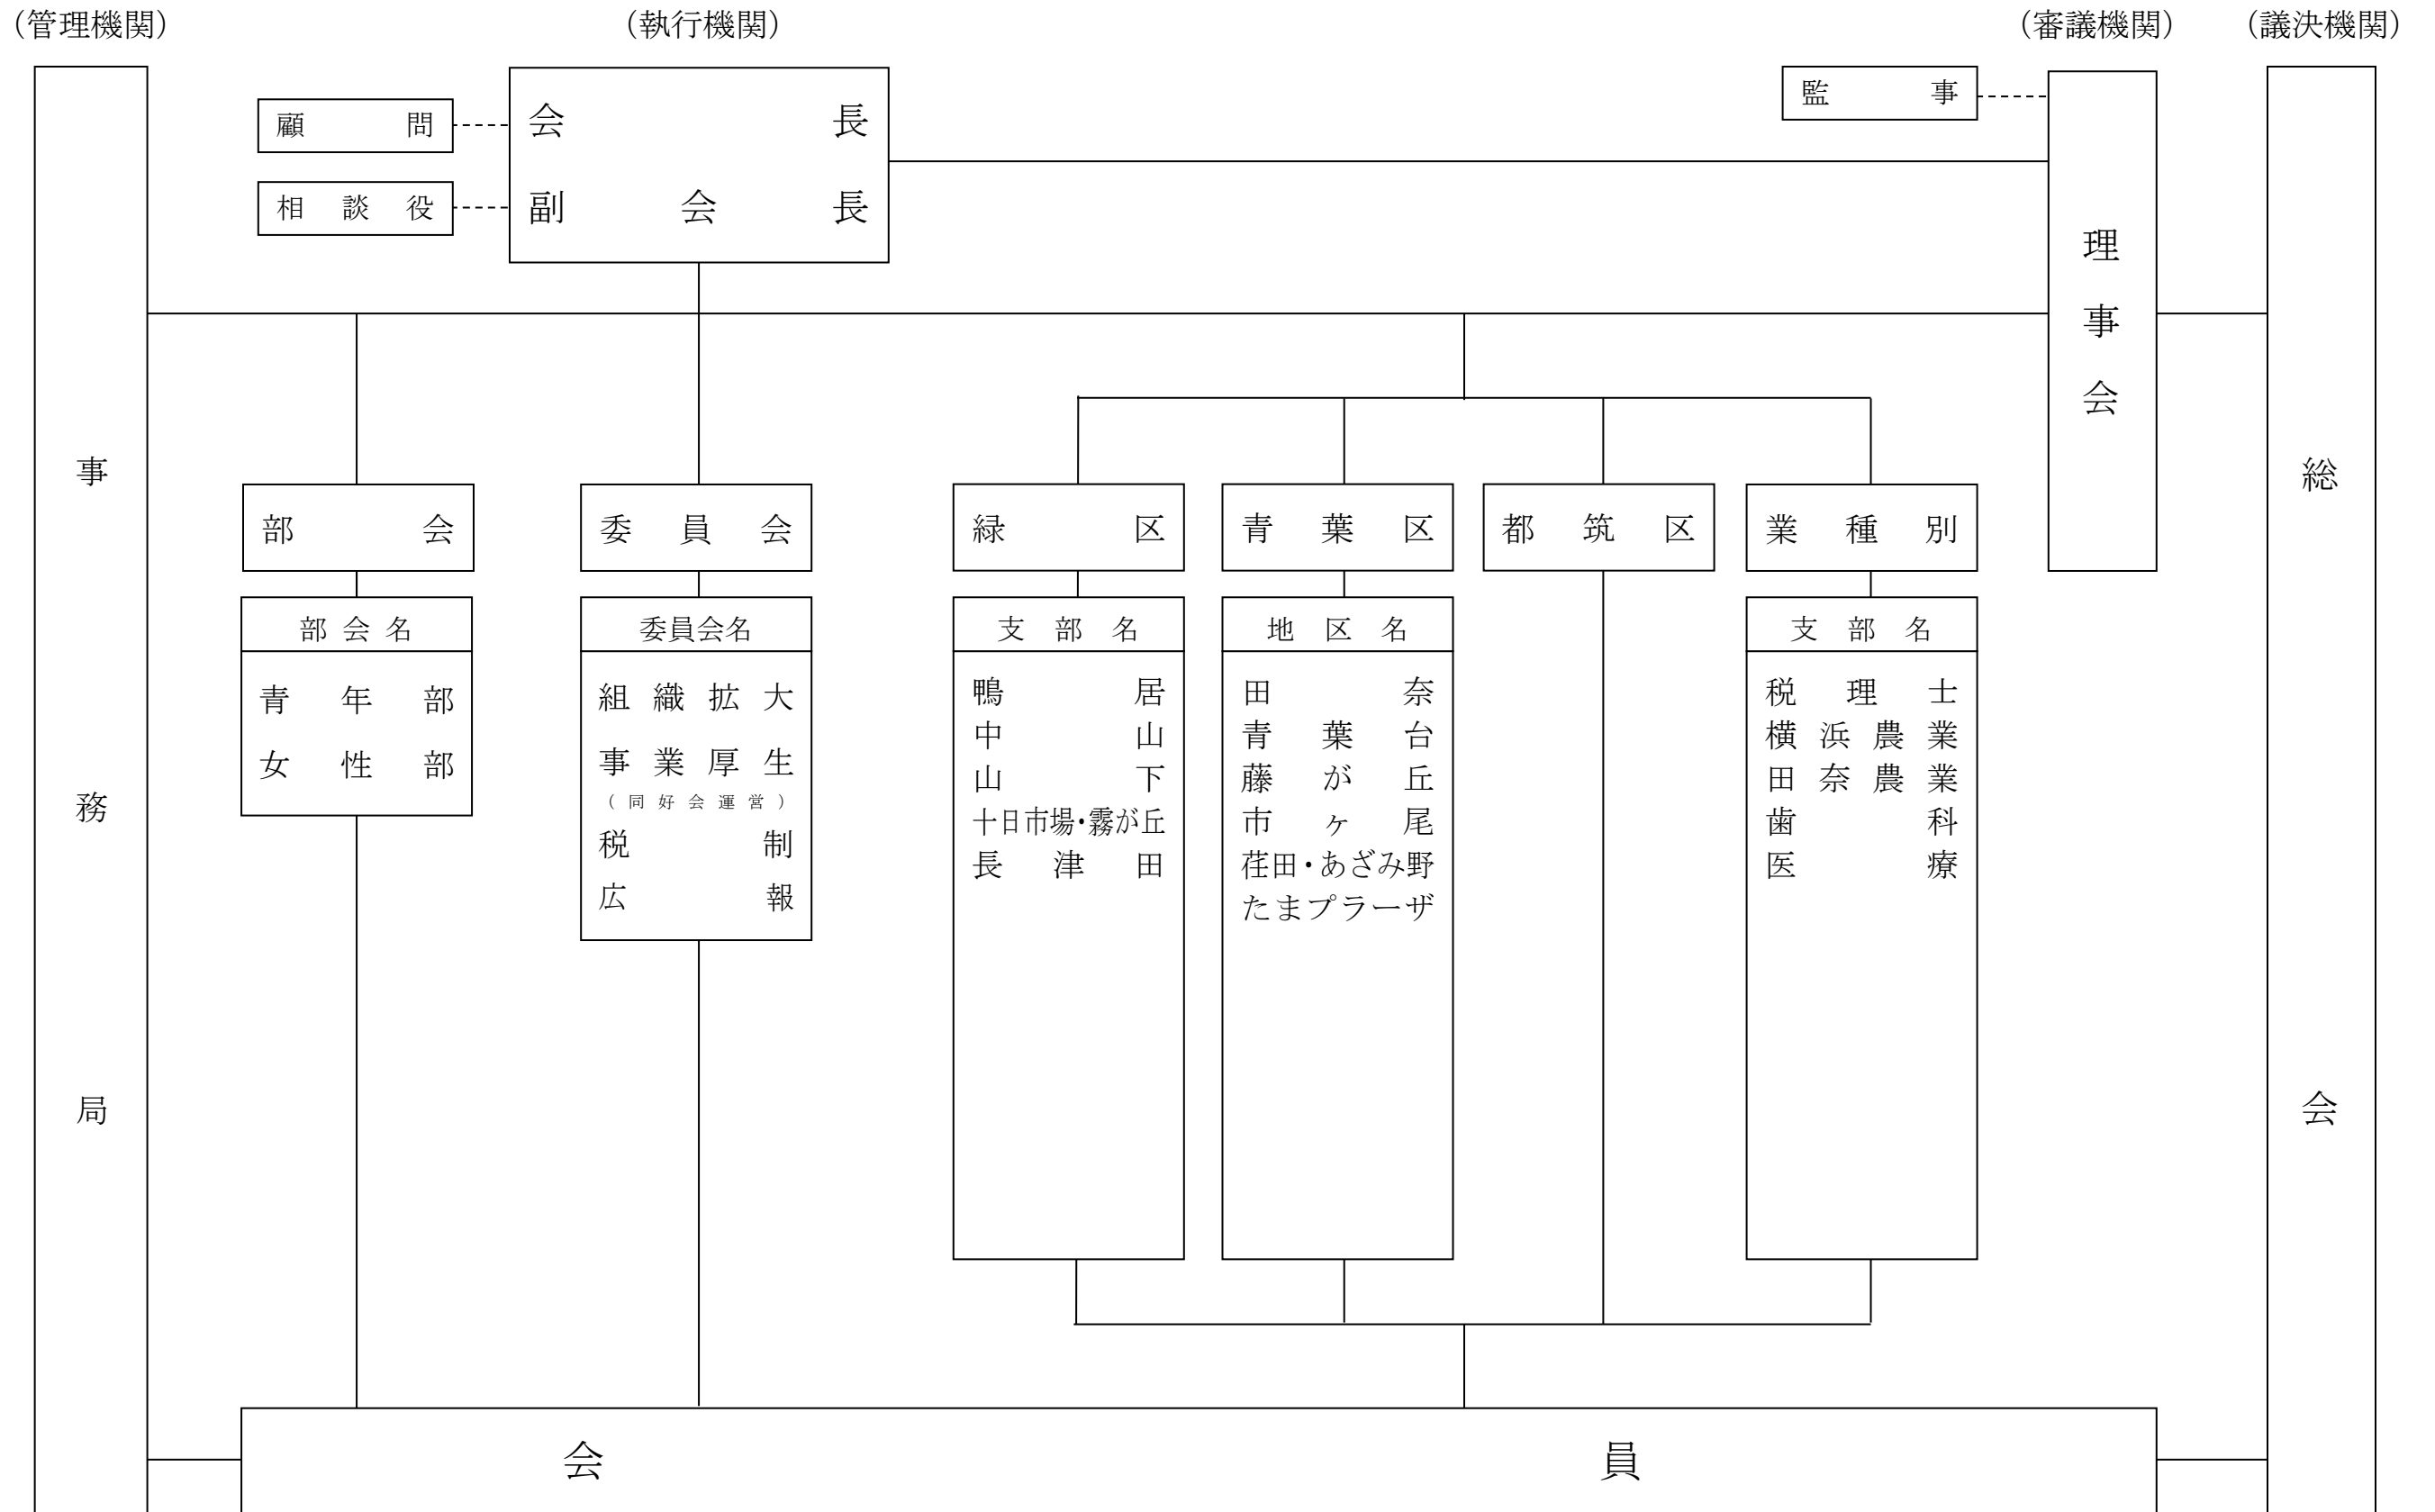 （管理機関）
（執行機関）
（審議機関）
（議決機関）
顧問
相談役
会長
副会長
監事
理事会
事務局
総会
部会
委員会
緑区
青葉区
都筑区
業種別
部会名
青年部
女性部
委員会名
組織拡大
事業厚生
（同好会運営）
税制
広報
支部名
鴨居
中山
山下
十日市場・霧が丘
長津田
地区名
田奈
青葉台
藤が丘
市ヶ尾
荏田・あざみ野
たまプラーザ
支部名
税理士
横浜農業
田奈農業
歯科
医療
会員